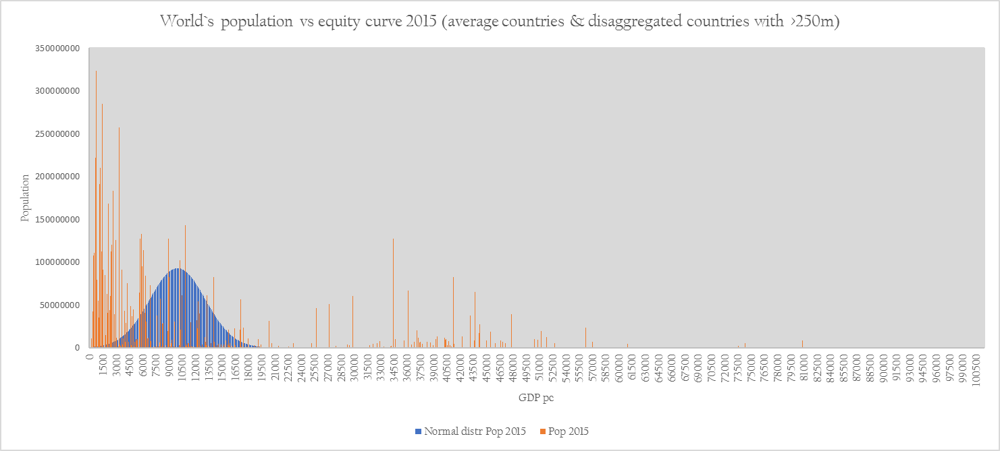 World`s population vs equity curve 2015 (average countries & disaggregated countries with >250m)
350000000
300000000
250000000
200000000
150000000
100000000
50000000
0
Population
0 1500 3000 4500 6000 7500 9000 10500 12000 13500 15000 16500 18000 19500 21000 22500 24000 25500 27000 28500 30000 31500 33000 34500 36000 37500 39000 40500 42000 43500 45000 46500 48000 49500 51000 52500 54000 55500 57000 58500 60000 61500 63000 64500 66000 67500 69000 70500 72000 73500 75000 76500 78000 79500 81000 82500 84000 85500 87000 88500 90000 91500 93000 94500 96000 97500 99000 100500
GDP pc
Normal distr Pop 2015 Pop 2015